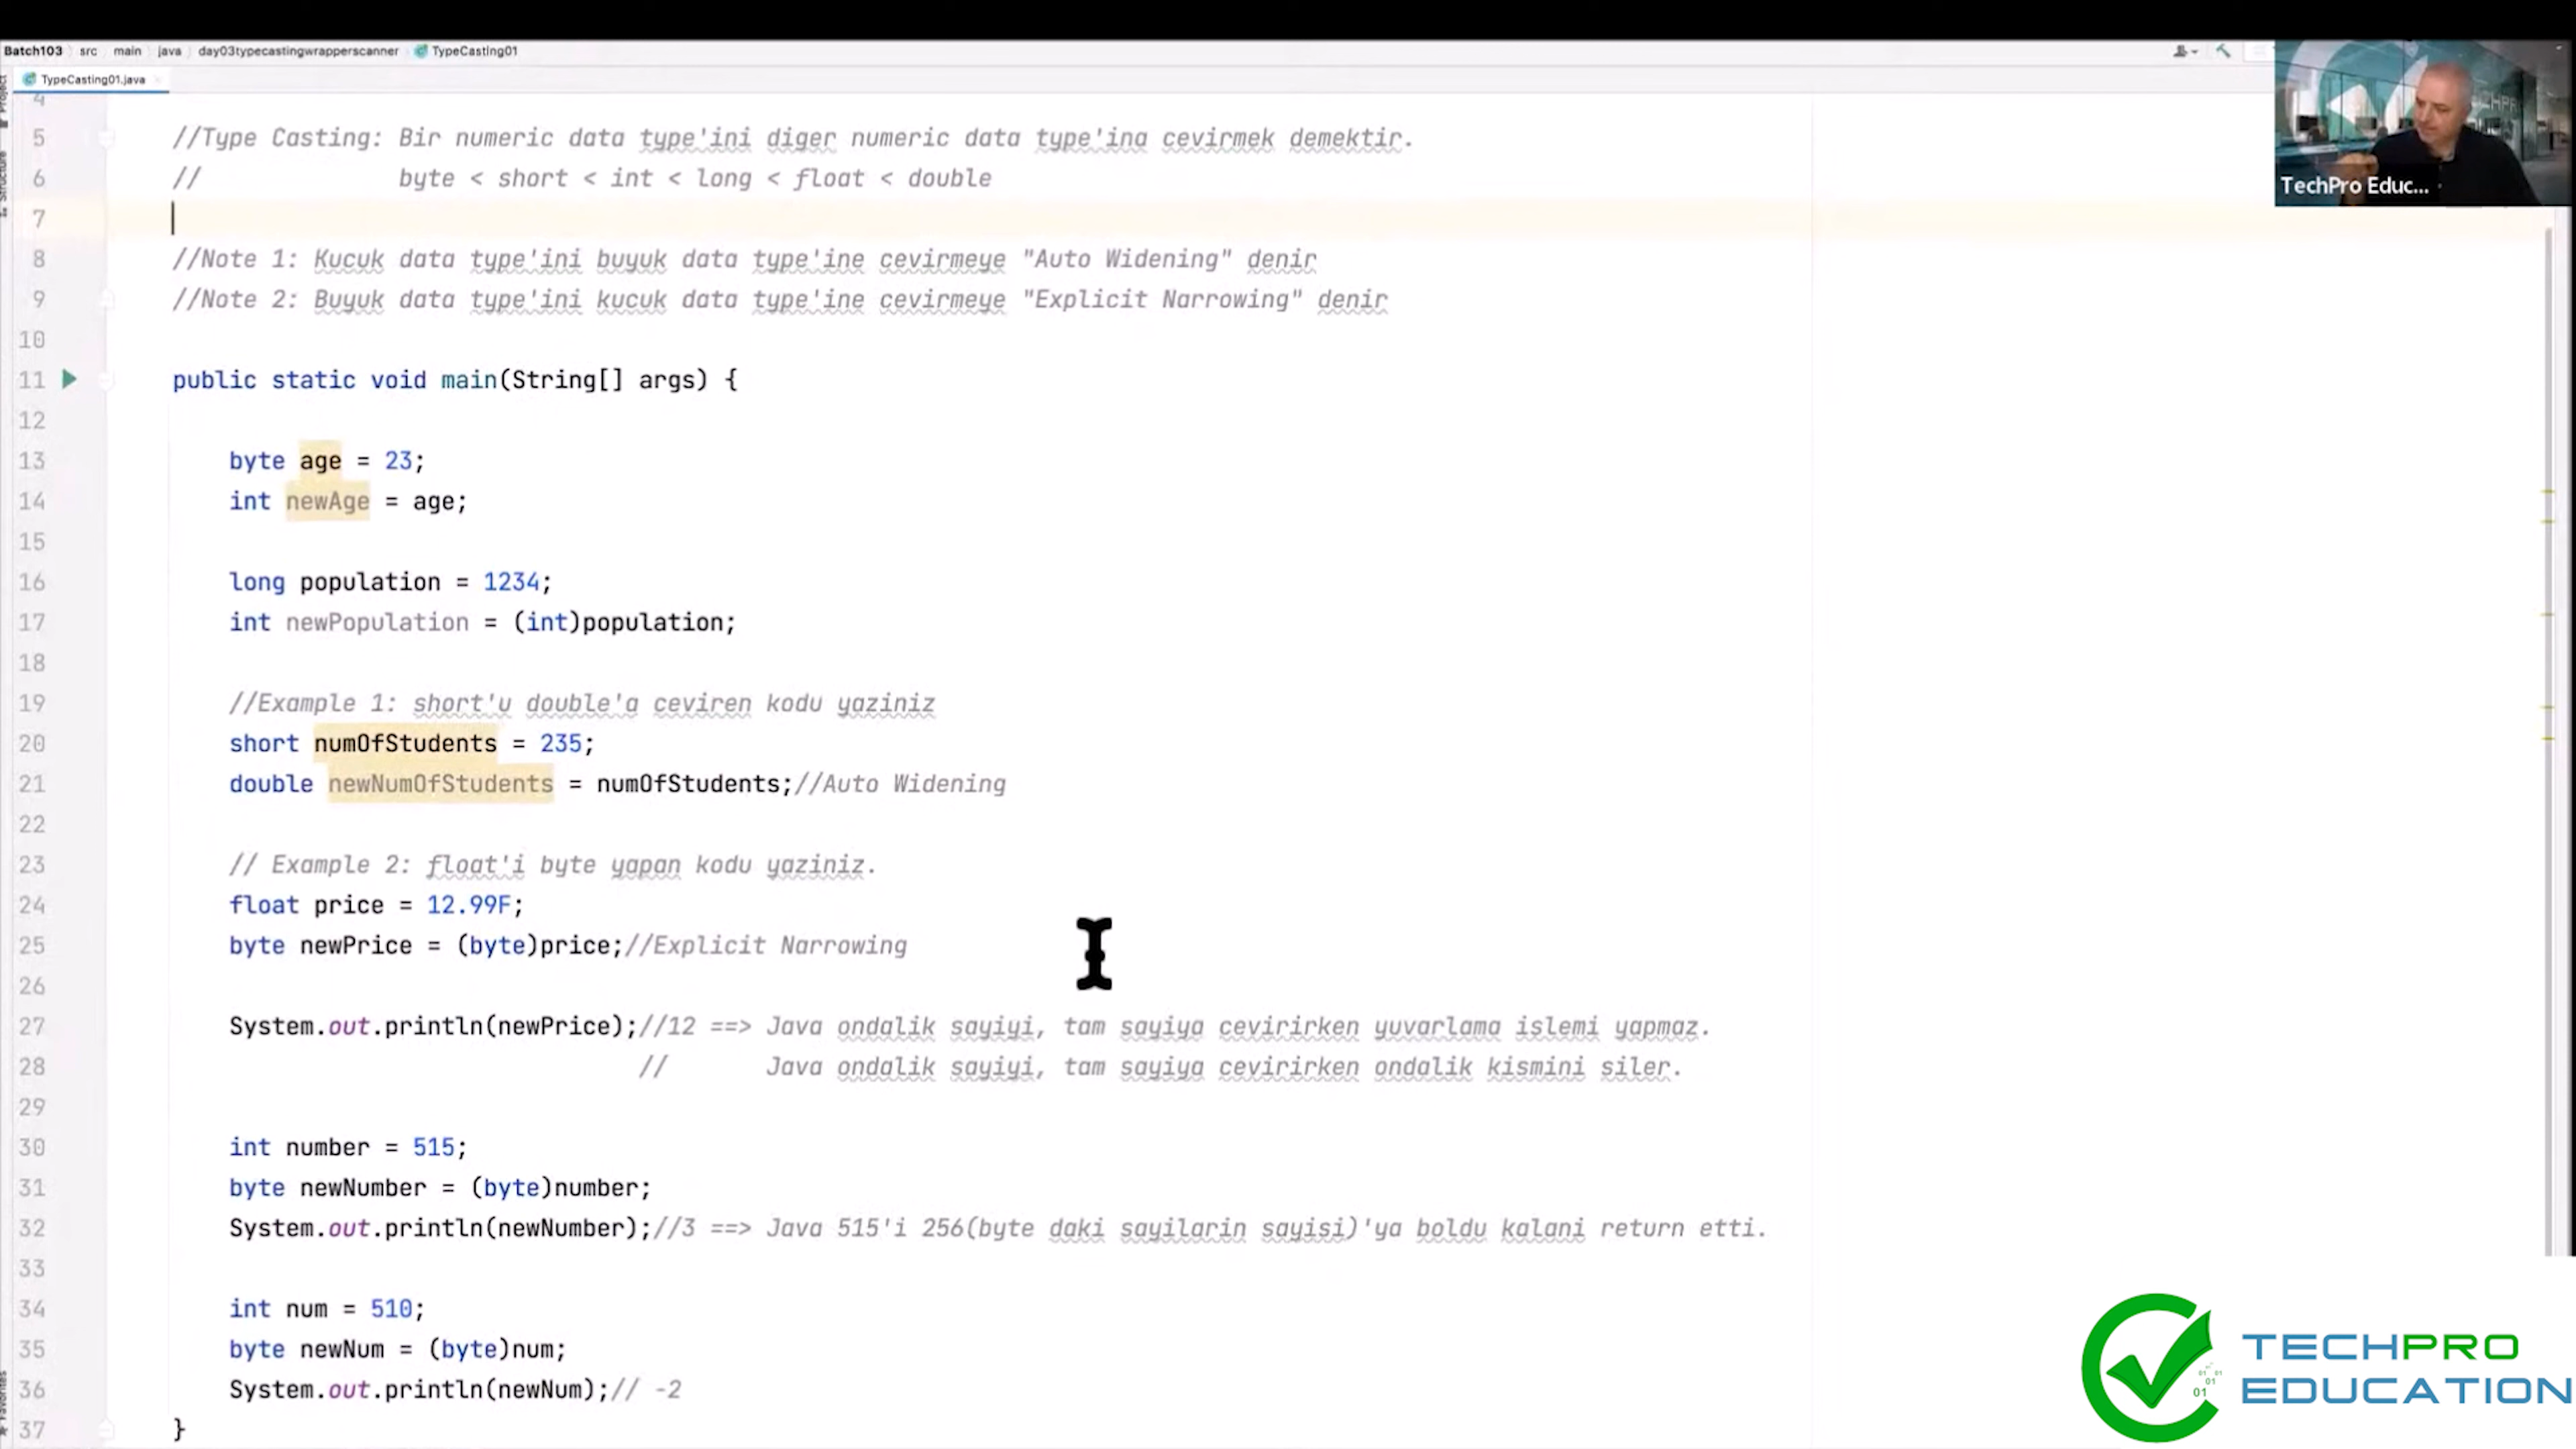 Batch103 src main java day03typecastingwrapperscanner TypeCasting01
TypeCasting01.java
Project
Structure
TechPro Educ...
4
5 //Type Casting: Bir numeric data type'ini diger numeric data type'ina cevirmek demektir.
6 // byte < short < int < long < float < double
7
8 //Note 1: Kucuk data type'ini buyuk data type'ine cevirmeye "Auto Widening" denir
9 //Note 2: Buyuk data type'ini kucuk data type'ine cevirmeye "Explicit Narrowing" denir
10
11 public static void main(String[] args) {
12
13 byte age = 23;
14 int newAge = age;
15
16 long population = 1234;
17 int newPopulation = (int)population;
18
19 //Example 1: short'u double'a ceviren kodu yaziniz
20 short numOfStudents = 235;
21 double newNumOfStudents = numOfStudents;//Auto Widening
22
23 // Example 2: float'i byte yapan kodu yaziniz.
24 float price = 12.99F;
25 byte newPrice = (byte)price;//Explicit Narrowing
26
27 System.out.println(newPrice);//12 ==> Java ondalik sayiyi, tam sayiya cevirirken yuvarlama islemi yapmaz.
28 // Java ondalik sayiyi, tam sayiya cevirirken ondalik kismini siler.
29
30 int number = 515;
31 byte newNumber = (byte)number;
32 System.out.println(newNumber);//3 ==> Java 515'i 256(byte daki sayilarin sayisi)'ya boldu kalani return etti.
33
34 int num = 510;
35 byte newNum = (byte)num;
36 System.out.println(newNum);// -2
37 }
Favorites
TECHPRO
EDUCATION